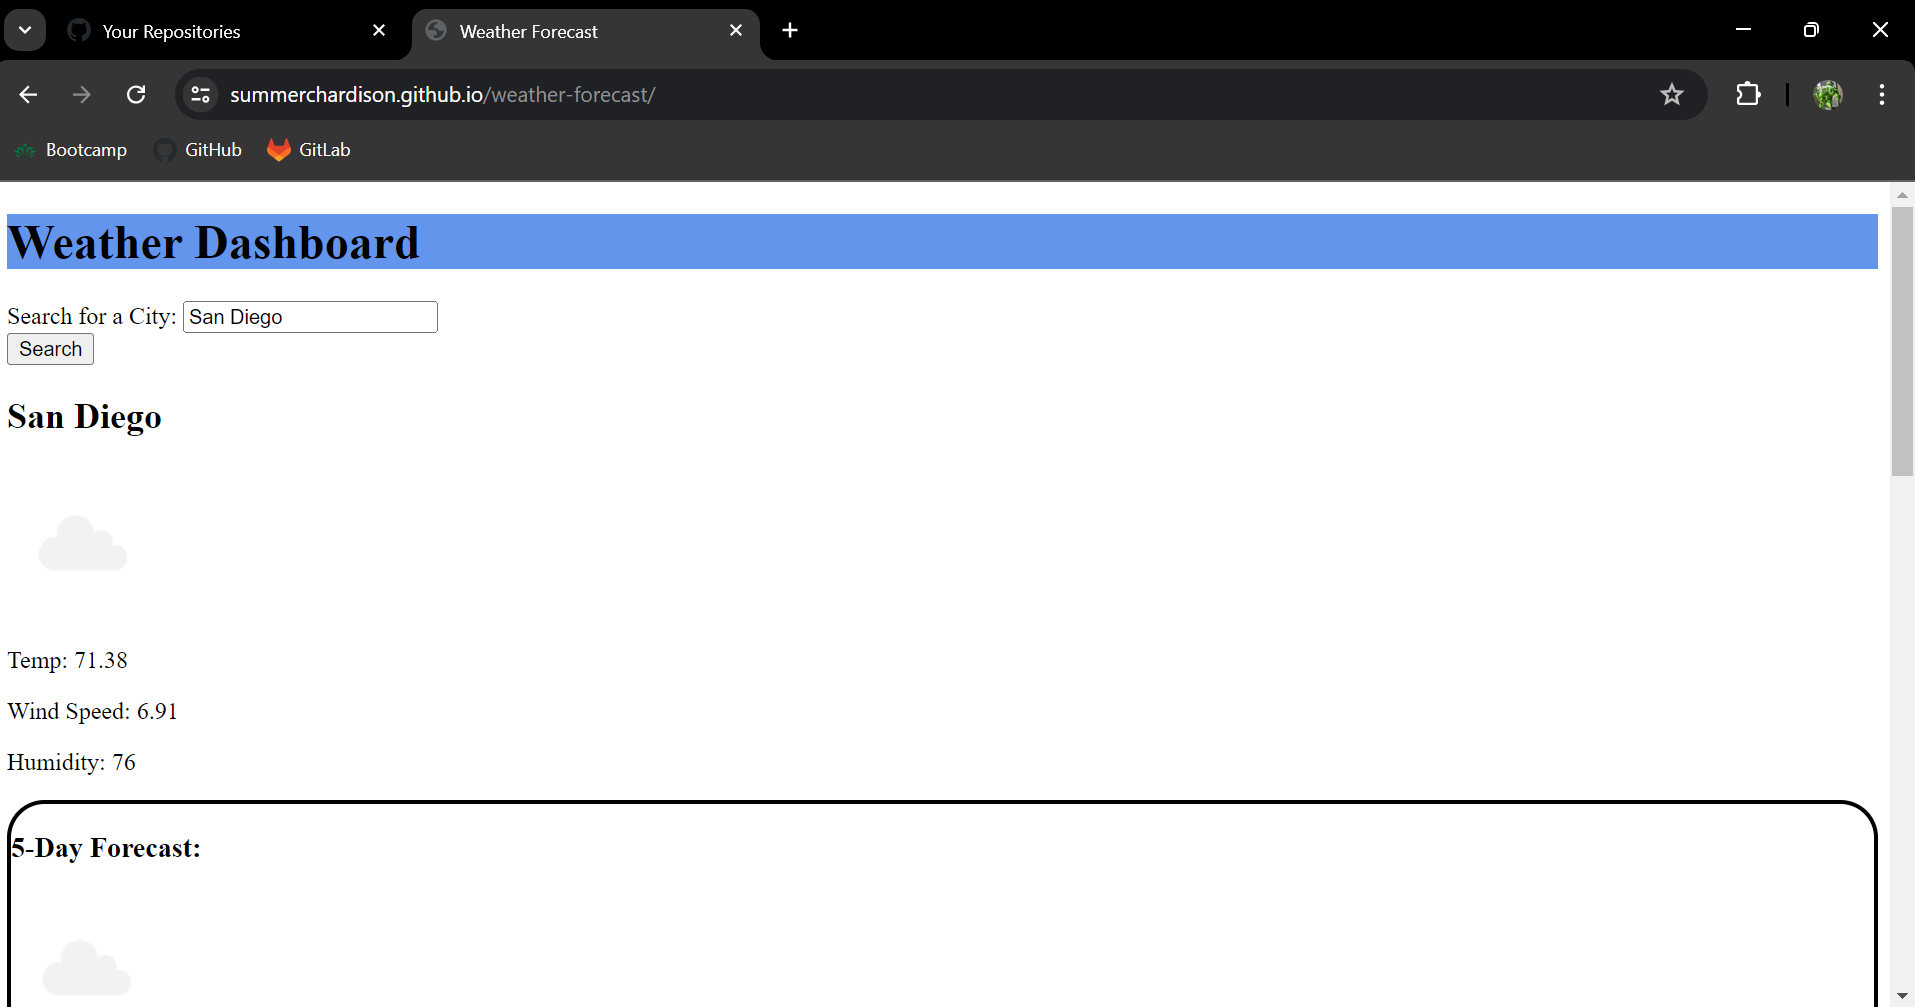 Your Repositories
Weather Forecast
summerchardison.github.io/weather-forecast/
Bootcamp GitHub GitLab
Weather Dashboard
Search for a City: San Diego
Search
San Diego
Temp: 71.38
Wind Speed: 6.91
Humidity: 76
5-Day Forecast: